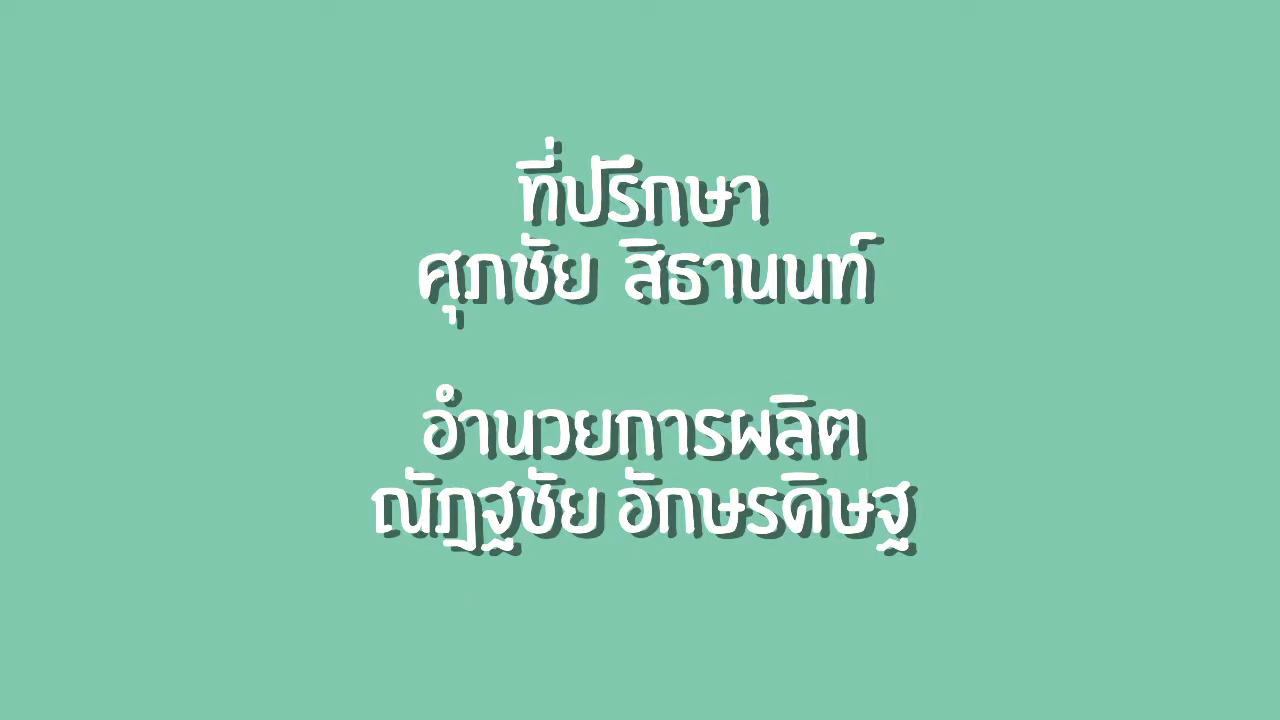 ที่ปรึกษา
ศุภชัย สิธานนท์
อำนวยการผลิต
ณัฏฐชัย อักษรดิษฐ